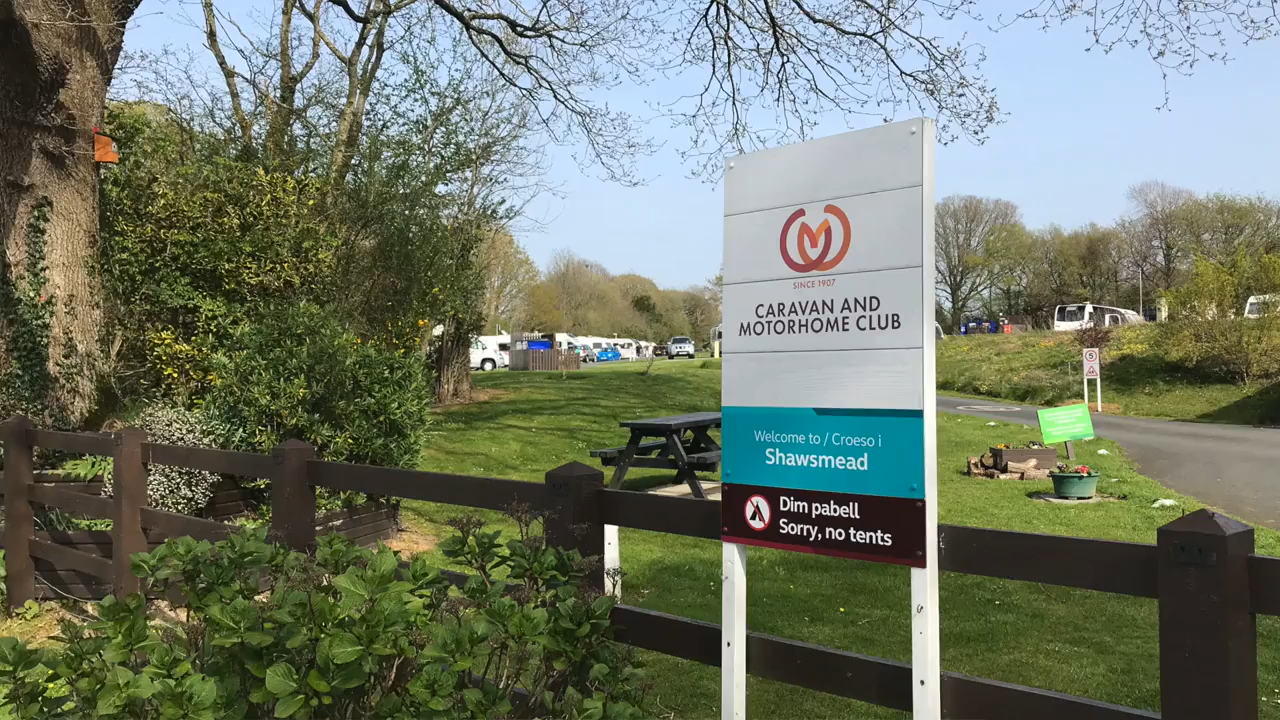 SINCE 1907
CARAVAN AND
MOTORHOME CLUB
Welcome to / Croeso i
Shawsmead
Dim pabell
Sorry, no tents
5